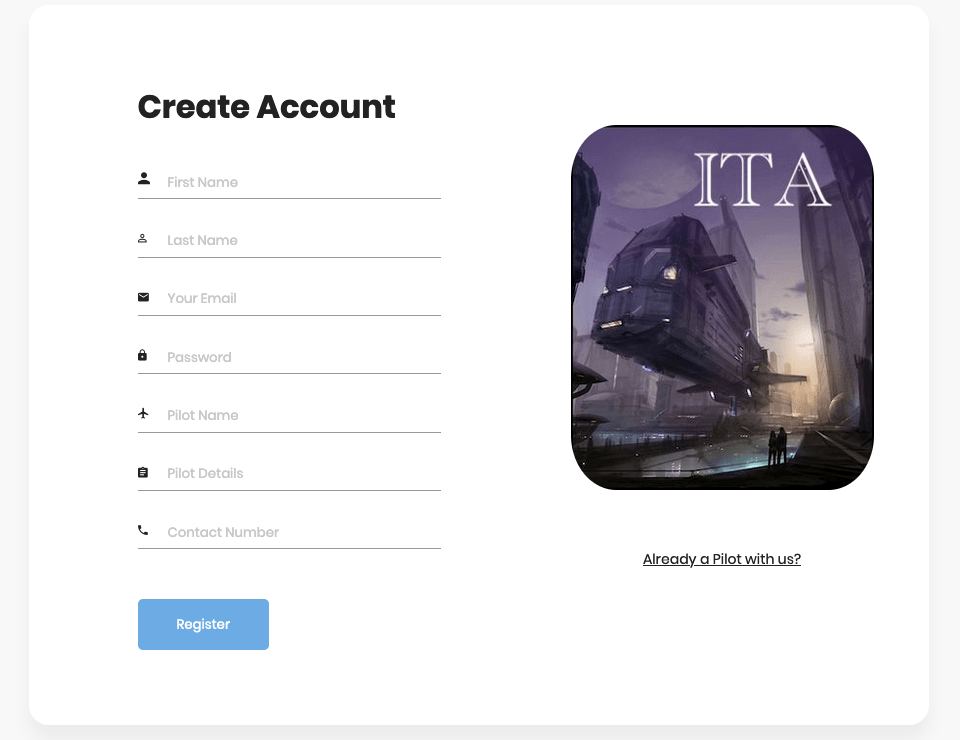 Create Account
First Name
Last Name
Your Email
Password
Pilot Name
Pilot Details
Contact Number
Register
ITA
Already a Pilot with us?